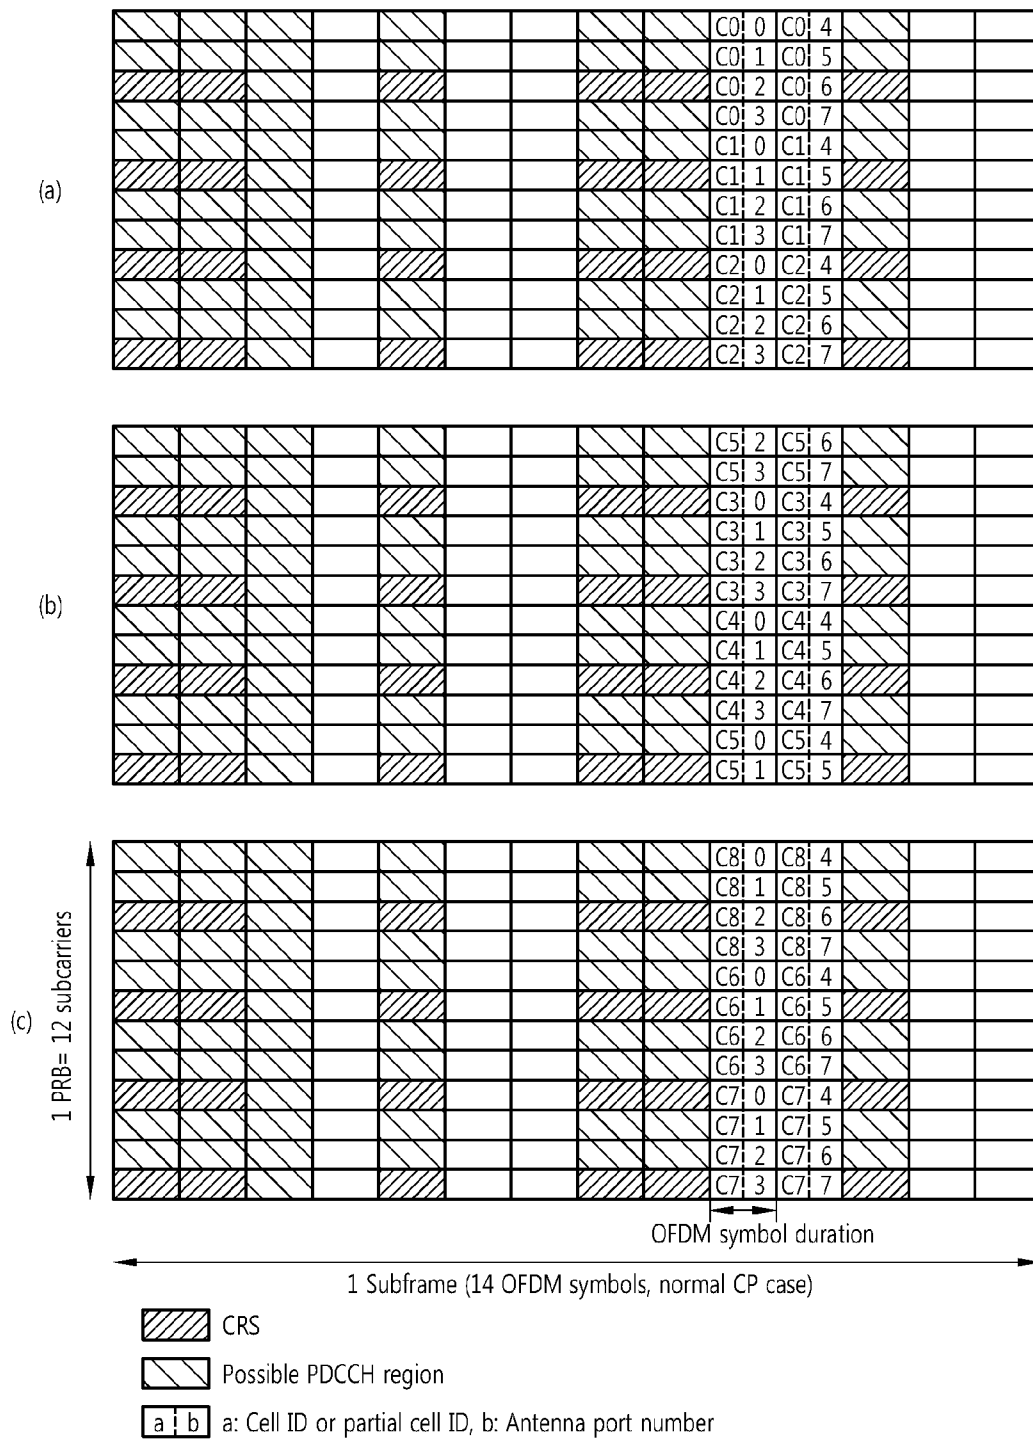 C0 0 C0 4
C0 1 C0 5
C0 2 C0 6
C0 3 C0 7
C1 0 C1 4
C1 1 C1 5
(a)
C1 2 C1 6
C1 3 C1 7
C2 0 C2 4
C2 1 C2 5
C2 2 C2 6
C2 3 C2 7
C5 2 C5 6
C5 3 C5 7
C3 0 C3 4
C3 1 C3 5
C3 2 C3 6
C3 3 C3 7
(b)
C4 0 C4 4
C4 1 C4 5
C4 2 C4 6
C4 3 C4 7
C5 0 C5 4
C5 1 C5 5
C8 0 C8 4
C8 1 C8 5
C8 2 C8 6
C8 3 C8 7
C6 0 C6 4
C6 1 C6 5
(c)
1 PRB= 12 subcarriers
C6 2 C6 6
C6 3 C6 7
C7 0 C7 4
C7 1 C7 5
C7 2 C7 6
C7 3 C7 7
OFDM symbol duration
1 Subframe (14 OFDM symbols, normal CP case)
CRS
Possible PDCCH region
a b a: Cell ID or partial cell ID, b: Antenna port number